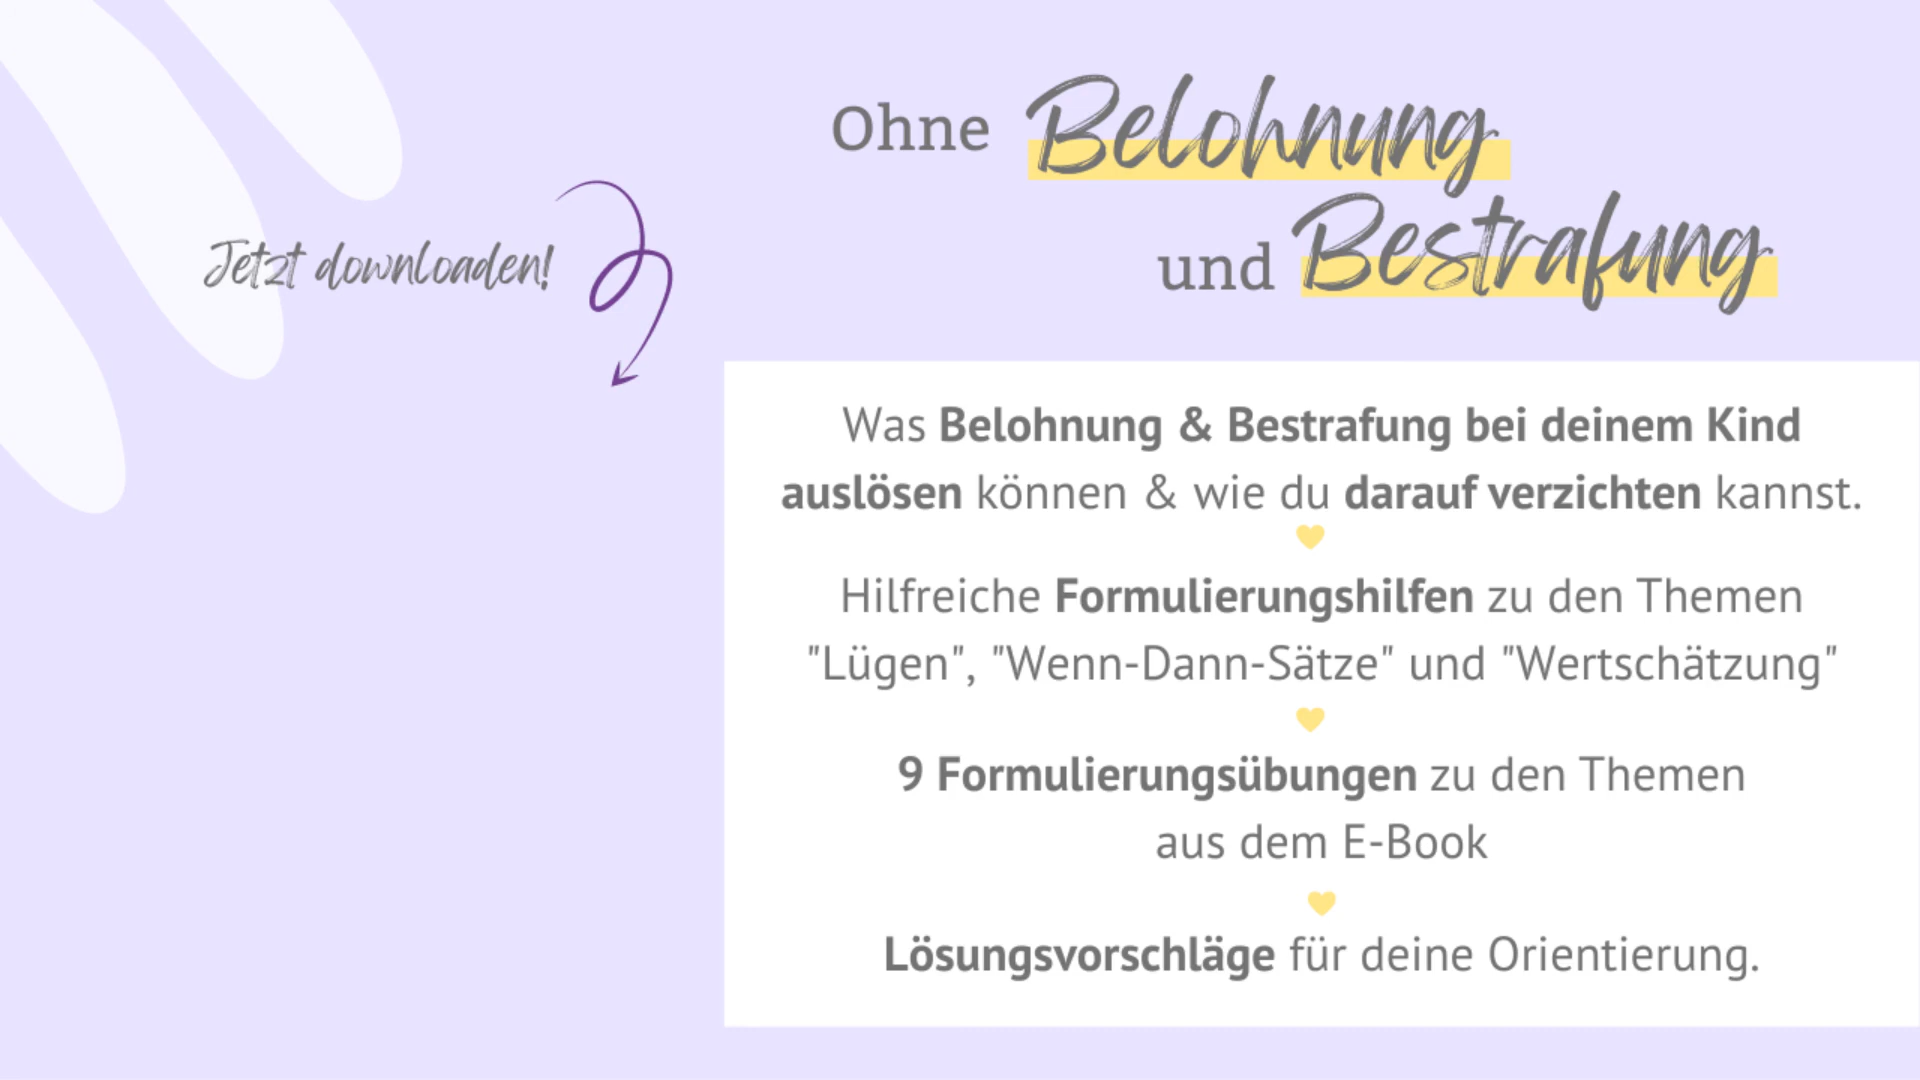 Ohne Belohnung
und Bestrafung
Jetzt downloaden!
Was Belohnung & Bestrafung bei deinem Kind
auslösen können & wie du darauf verzichten kannst.
Hilfreiche Formulierungshilfen zu den Themen
"Lügen", "Wenn-Dann-Sätze" und "Wertschätzung"
9 Formulierungsübungen zu den Themen
aus dem E-Book
Lösungsvorschläge für deine Orientierung.